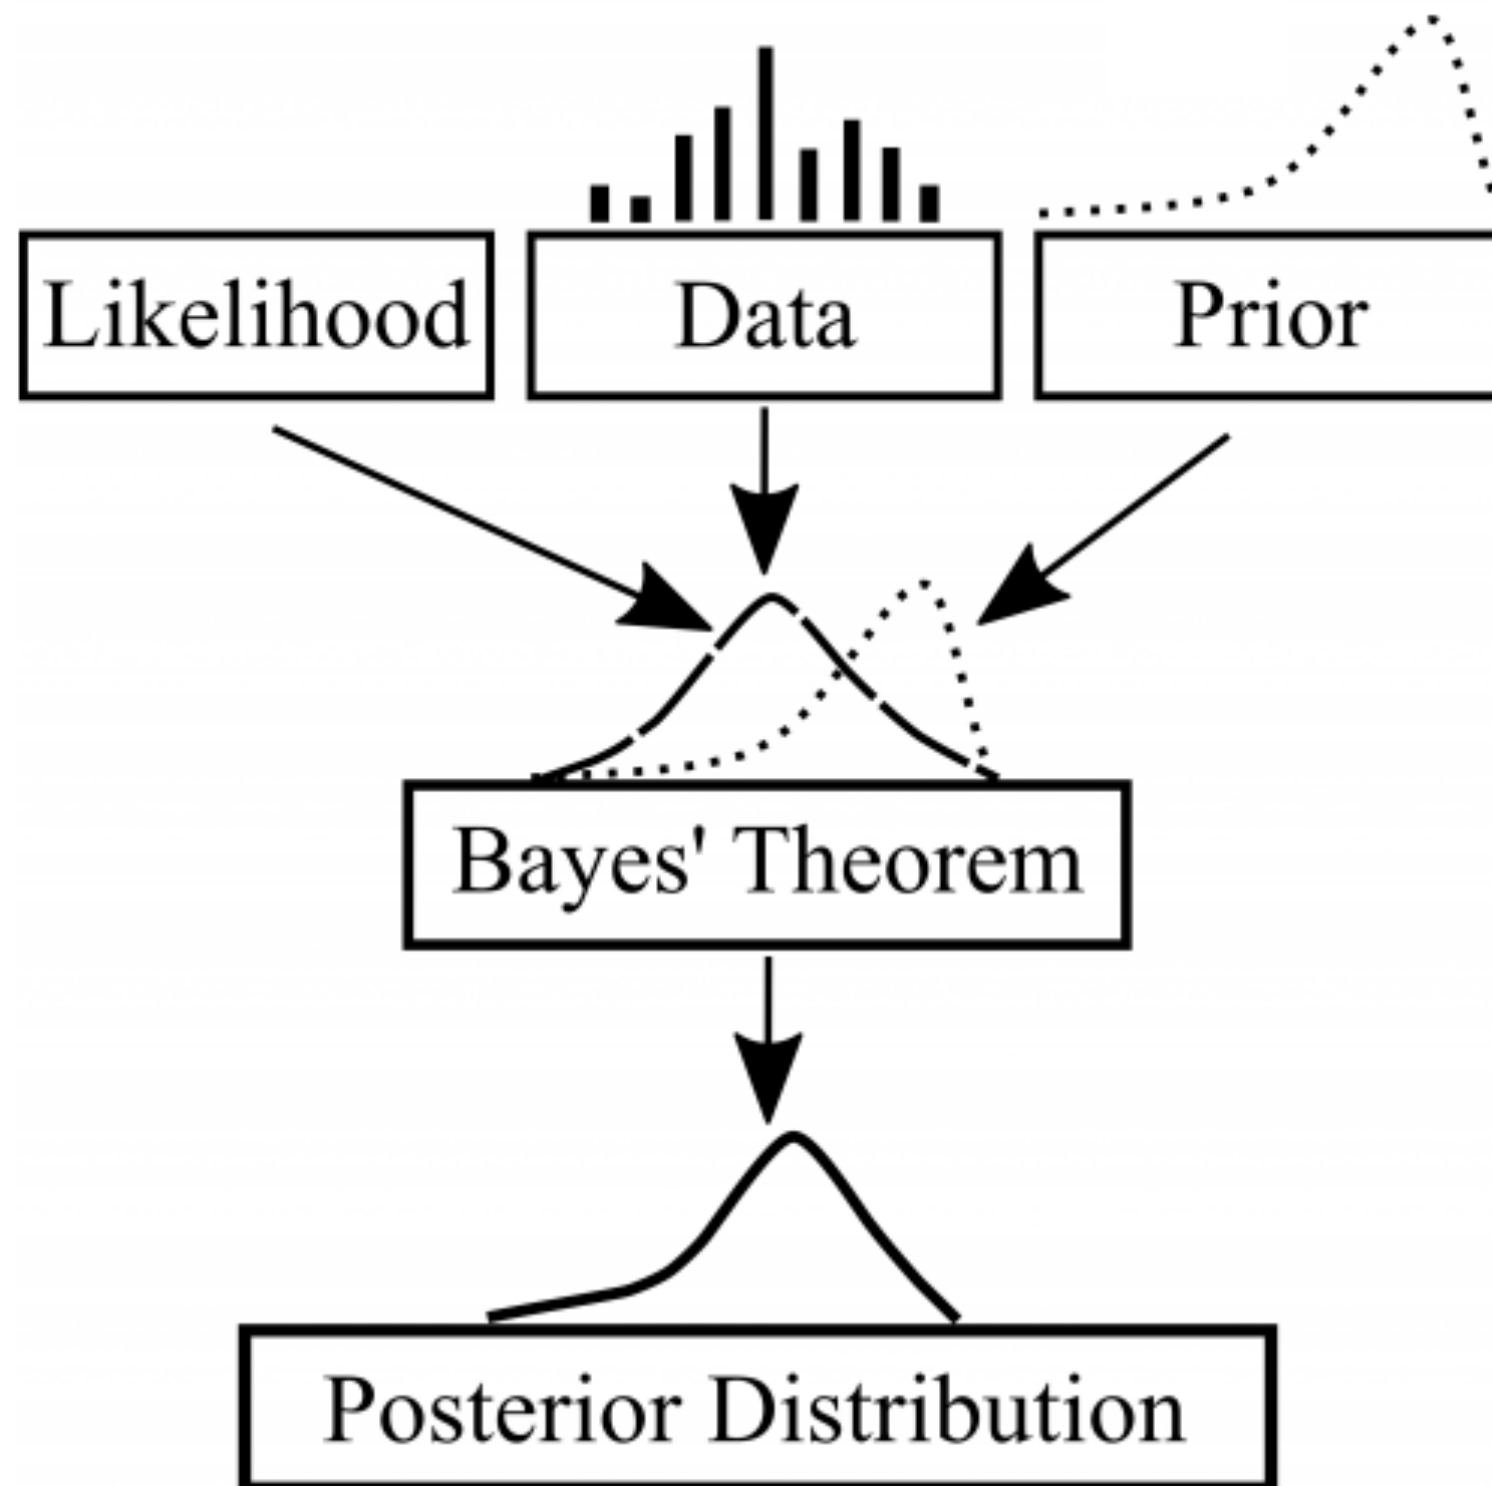 Likelihood
Data
Prior
Bayes' Theorem
Posterior Distribution